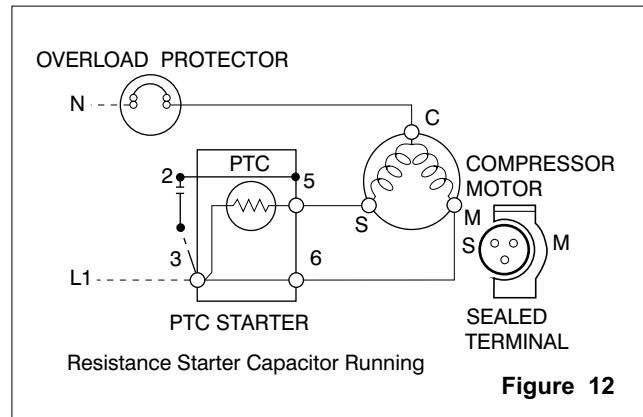 OVERLOAD PROTECTOR
N
C
PTC
2
5
COMPRESSOR
MOTOR
S
M
S
M
3
6
L1
PTC STARTER
SEALED
TERMINAL
Resistance Starter Capacitor Running
Figure 12